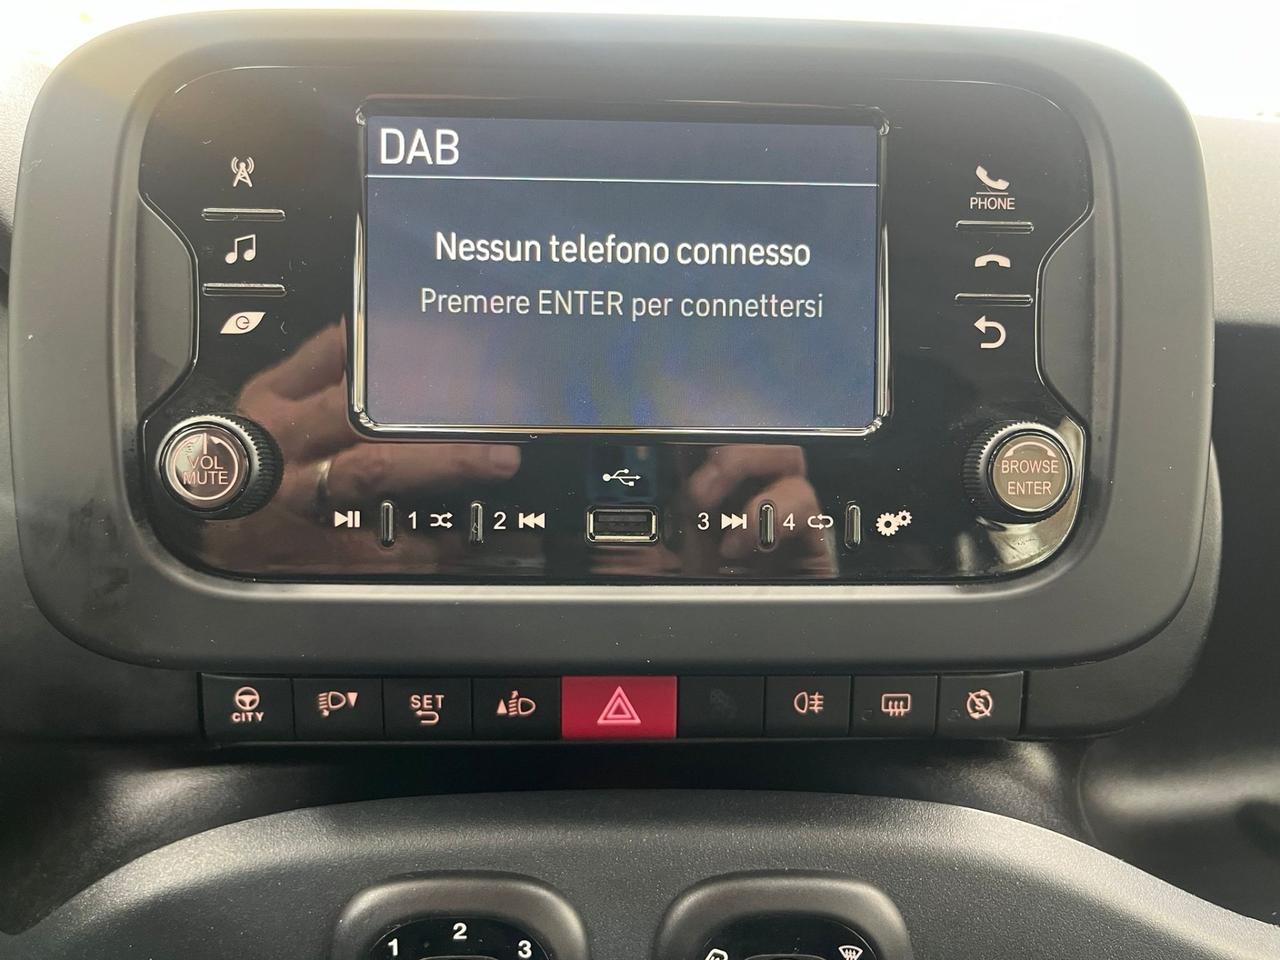 DAB
Nessun telefono connesso
Premere ENTER per connettersi
PHONE
VOL
MUTE
BROWSE
ENTER
1
2
3
4
CITY
SET
1
2
3